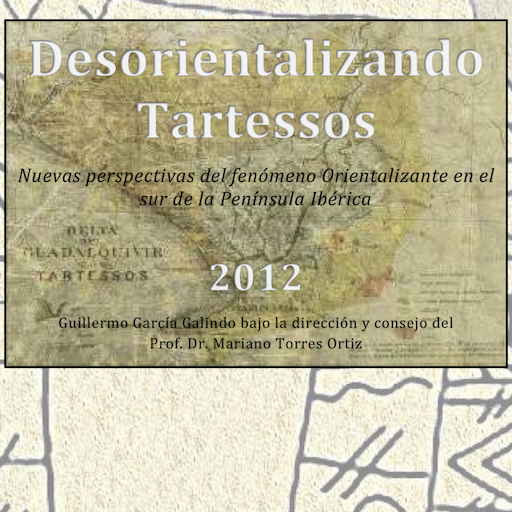 Desorientalizando
Tartessos
Nuevas perspectivas del fenómeno Orientalizante en el
sur de la Península Ibérica
DELTA
DEL
GUADALQUIVIR
TARTESSOS
2012
Guillermo García Galindo bajo la dirección y consejo del
Prof. Dr. Mariano Torres Ortiz